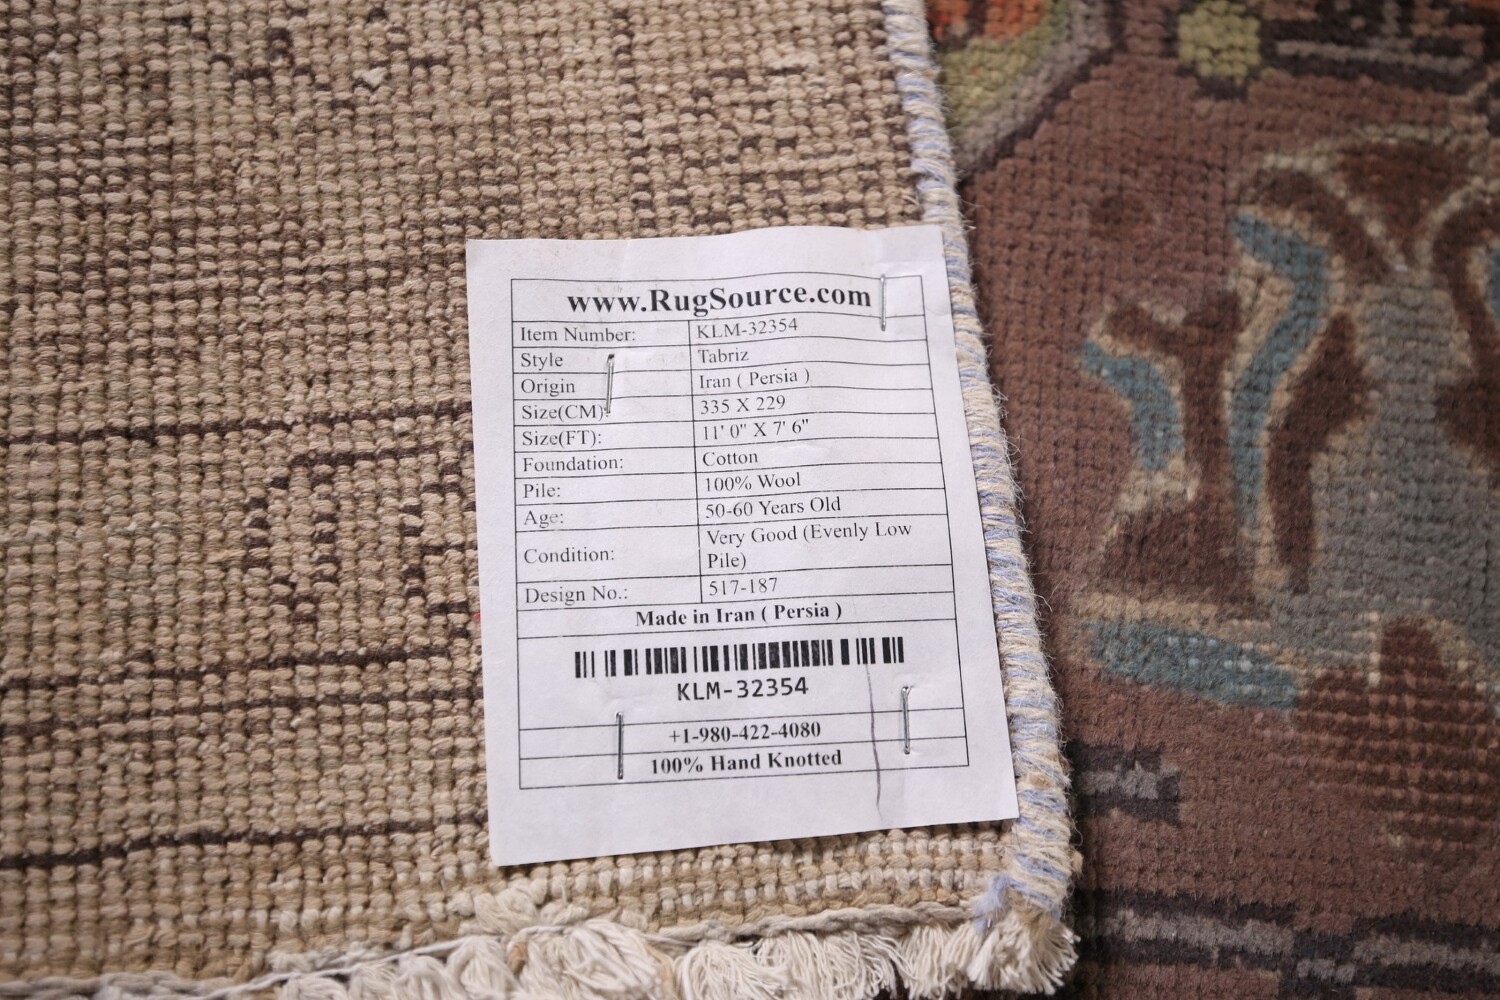 www.RugSource.com
Item Number: KLM-32354
Style Tabriz
Origin Iran ( Persia )
Size(CM): 335 X 229
Size(FT): 11' 0" X 7' 6"
Foundation: Cotton
Pile: 100% Wool
Age: 50-60 Years Old
Condition: Very Good (Evenly Low
Pile)
Design No.: 517-187
Made in Iran ( Persia )
KLM-32354
+1-980-422-4080
100% Hand Knotted